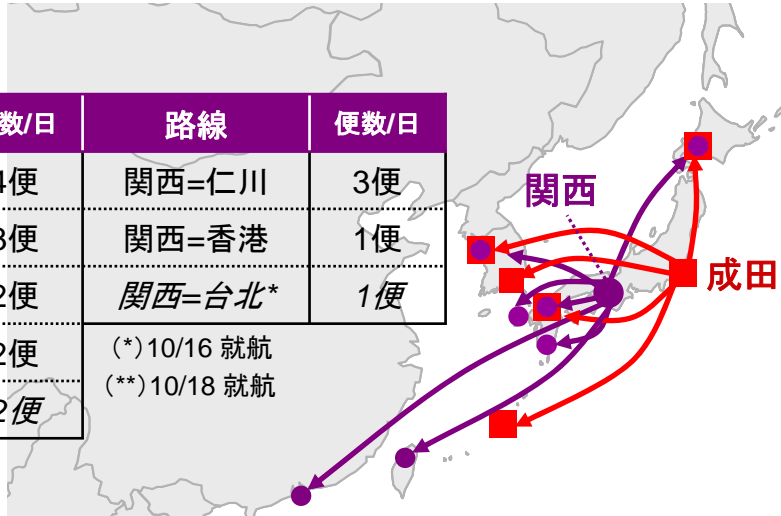 数/日 路線 便数/日
便 関西=仁川 3便
便 関西=香港 1便
2便 関西=台北* 1便
2便 (*)10/16 就航
2便 (**)10/18 就航
関西
成田